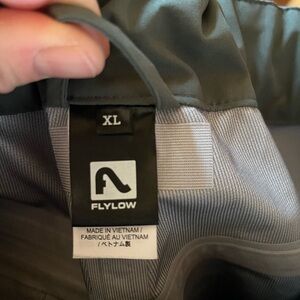 XL
FLYLOW
MADE IN VIETNAM /
FABRIQUÉ AU VIETNAM
/ベトナム製